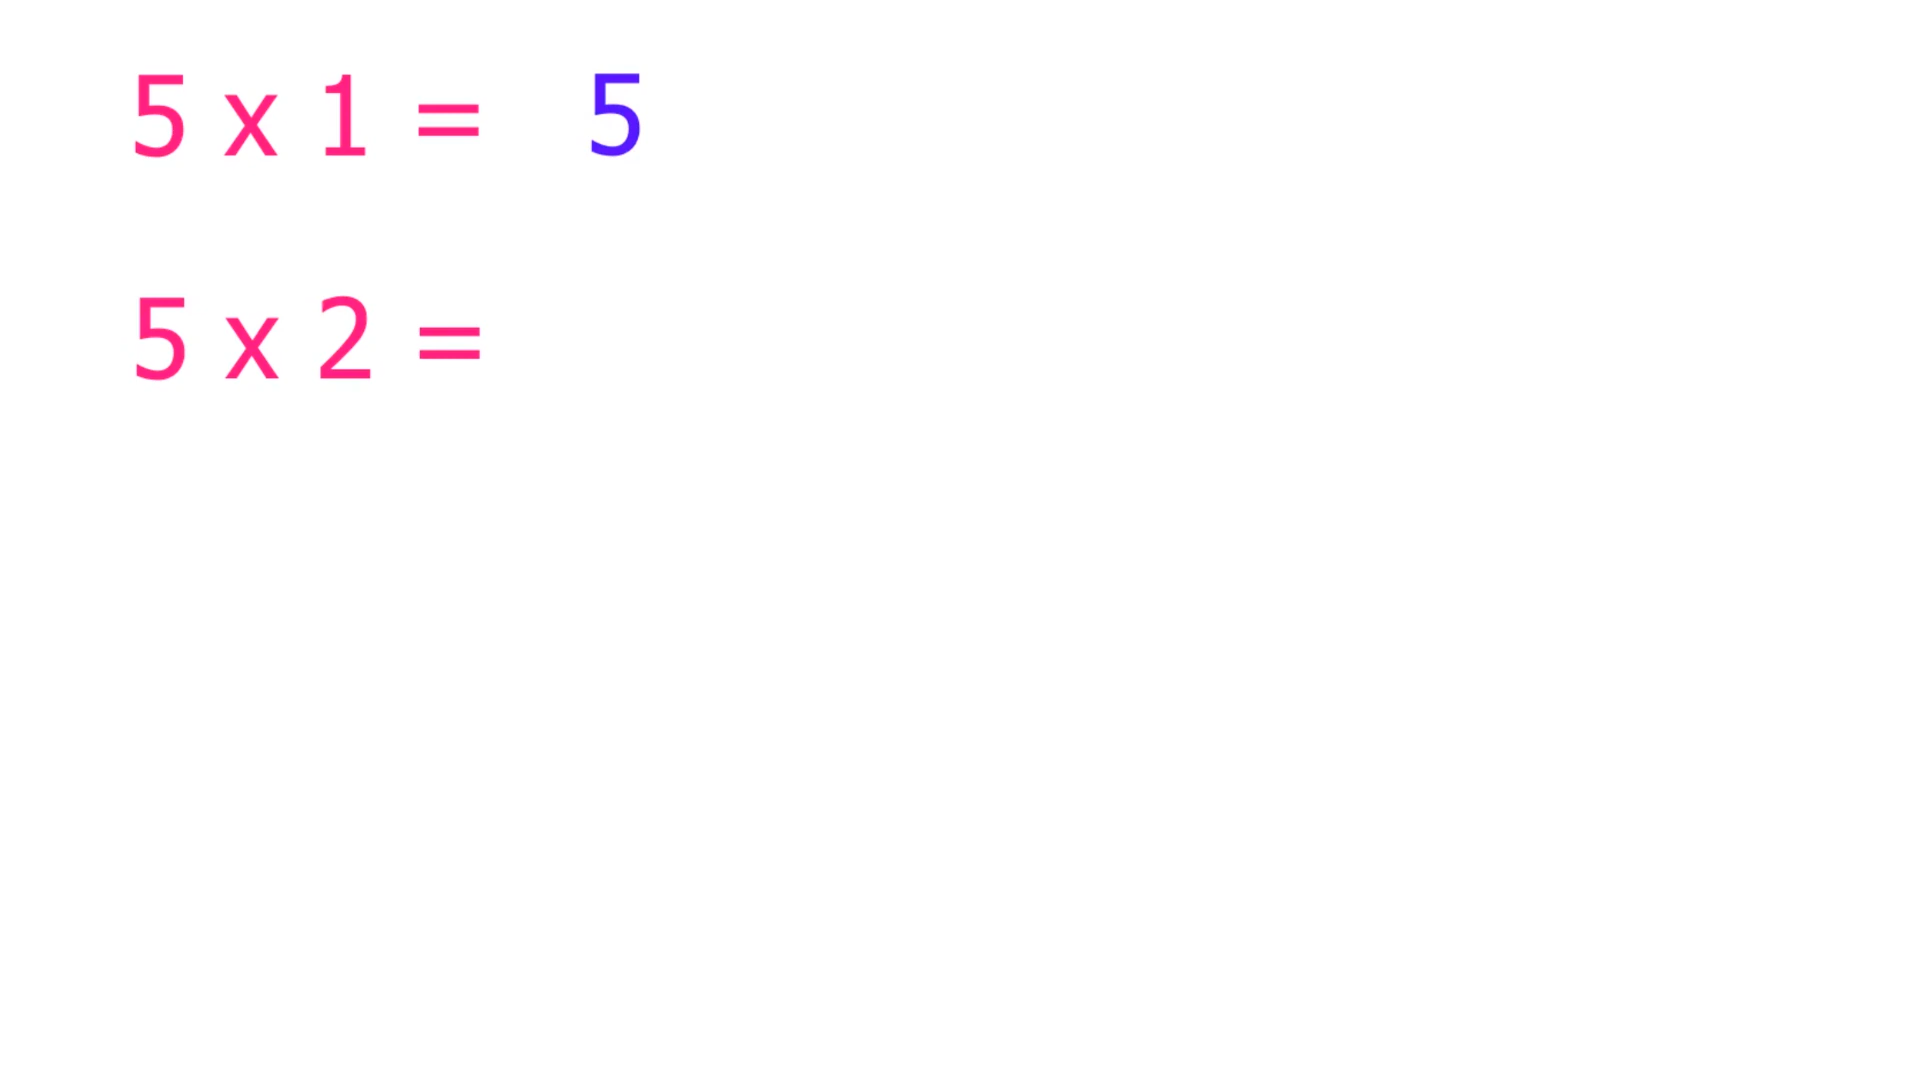 5 x 1 = 5
5 x 2 =